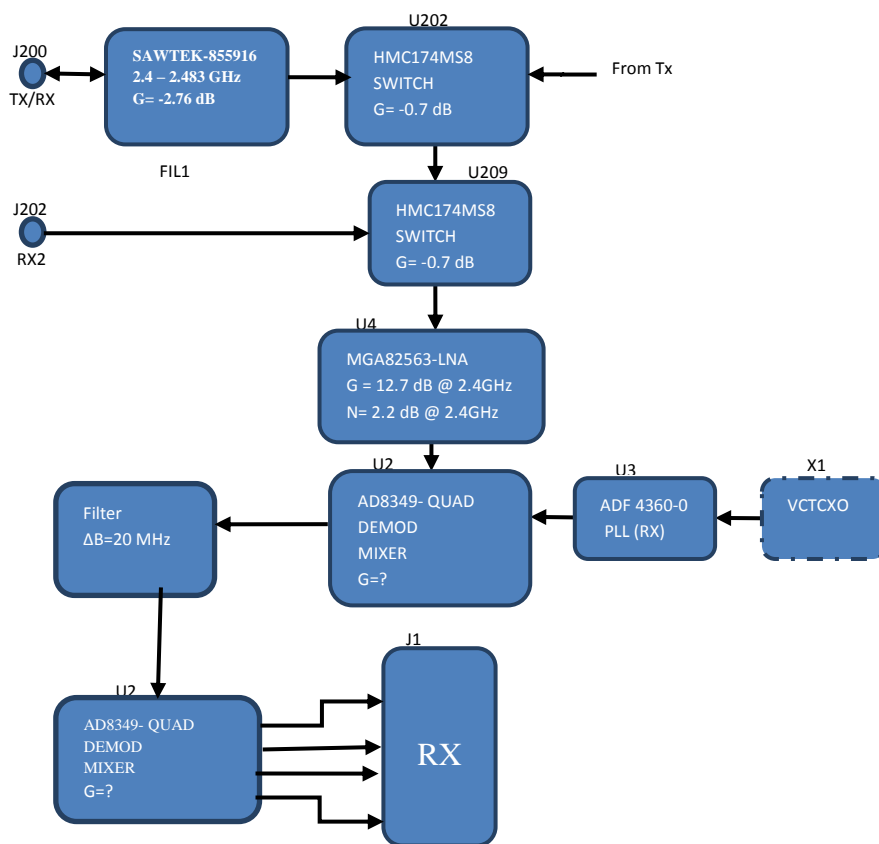 U202
J200
TX/RX
SAWTEK-855916
2.4 – 2.483 GHz
G= -2.76 dB
FIL1
HMC174MS8
SWITCH
G= -0.7 dB
From Tx
U209
J202
RX2
HMC174MS8
SWITCH
G= -0.7 dB
U4
MGA82563-LNA
G = 12.7 dB @ 2.4GHz
N= 2.2 dB @ 2.4GHz
U2
AD8349- QUAD
DEMOD
MIXER
G=?
U3
ADF 4360-0
PLL (RX)
X1
VCTCXO
Filter
ΔB=20 MHz
U2
AD8349- QUAD
DEMOD
MIXER
G=?
J1
RX